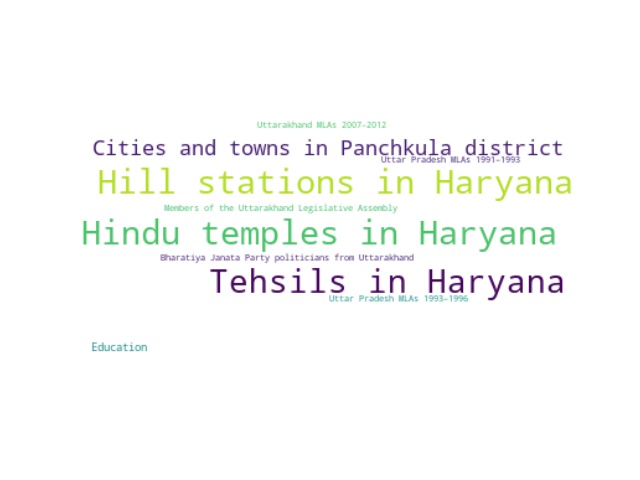 Uttarakhand MLAs 2007–2012
Cities and towns in Panchkula district
Uttar Pradesh MLAs 1991–1993
Hill stations in Haryana
Members of the Uttarakhand Legislative Assembly
Hindu temples in Haryana
Bharatiya Janata Party politicians from Uttarakhand
Tehsils in Haryana
Uttar Pradesh MLAs 1993–1996
Education